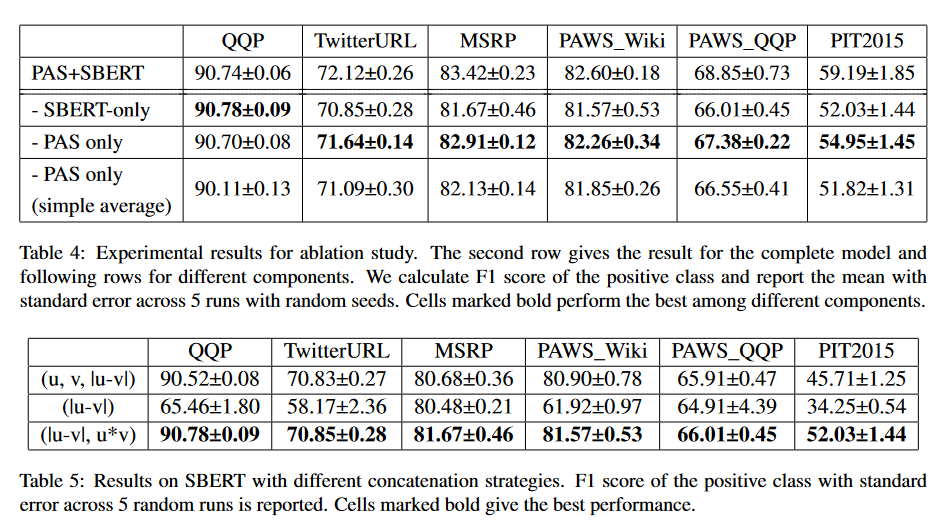 QQP TwitterURL MSRP PAWS_Wiki PAWS_QQP PIT2015
PAS+SBERT 90.74±0.06 72.12±0.26 83.42±0.23 82.60±0.18 68.85±0.73 59.19±1.85
- SBERT-only 90.78±0.09 70.85±0.28 81.67±0.46 81.57±0.53 66.01±0.45 52.03±1.44
- PAS only 90.70±0.08 71.64±0.14 82.91±0.12 82.26±0.34 67.38±0.22 54.95±1.45
- PAS only
(simple average) 90.11±0.13 71.09±0.30 82.13±0.14 81.85±0.26 66.55±0.41 51.82±1.31
Table 4: Experimental results for ablation study. The second row gives the result for the complete model and
following rows for different components. We calculate F1 score of the positive class and report the mean with
standard error across 5 runs with random seeds. Cells marked bold perform the best among different components.
QQP TwitterURL MSRP PAWS_Wiki PAWS_QQP PIT2015
(u, v, |u-v|) 90.52±0.08 70.83±0.27 80.68±0.36 80.90±0.78 65.91±0.47 45.71±1.25
(|u-v|) 65.46±1.80 58.17±2.36 80.48±0.21 61.92±0.97 64.91±4.39 34.25±0.54
(|u-v|, u*v) 90.78±0.09 70.85±0.28 81.67±0.46 81.57±0.53 66.01±0.45 52.03±1.44
Table 5: Results on SBERT with different concatenation strategies. F1 score of the positive class with standard
error across 5 random runs is reported. Cells marked bold give the best performance.